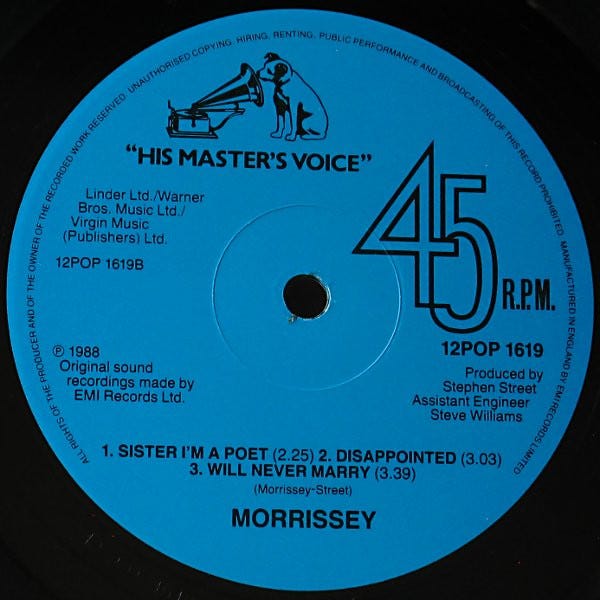 ALL RIGHTS OF THE PRODUCER AND OF THE OWNER OF THE RECORDED WORK RESERVED. UNAUTHORISED COPYING, HIRING, RENTING, PUBLIC PERFORMANCE AND BROADCASTING OF THIS RECORD PROHIBITED. MANUFACTURED IN ENGLAND BY EMI RECORDS LIMITED
"HIS MASTER'S VOICE"
Linder Ltd./Warner
Bros. Music Ltd./
Virgin Music
(Publishers) Ltd.
12POP 1619B
45 R.P.M.
12POP 1619
℗ 1988
Original sound
recordings made by
EMI Records Ltd.
Produced by
Stephen Street
Assistant Engineer
Steve Williams
1. SISTER I'M A POET (2.25) 2. DISAPPOINTED (3.03)
3. WILL NEVER MARRY (3.39)
(Morrissey-Street)
MORRISSEY